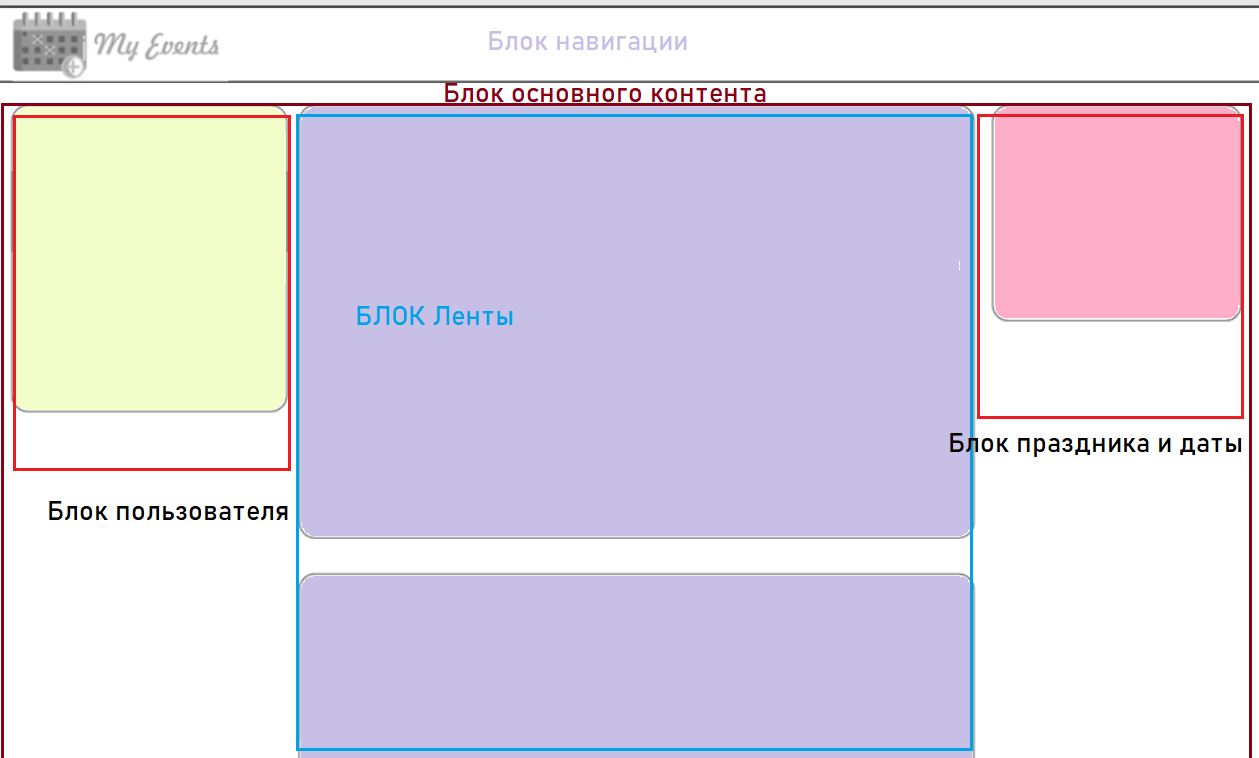 My Events
Блок навигации
Блок основного контента
БЛОК Ленты
Блок праздника и даты
Блок пользователя